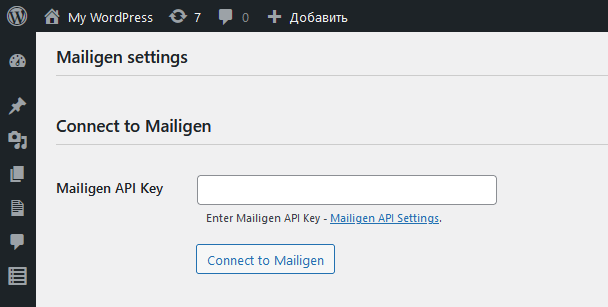 My WordPress 7 0 Добавить
Mailigen settings
Connect to Mailigen
Mailigen API Key
Enter Mailigen API Key - Mailigen API Settings.
Connect to Mailigen